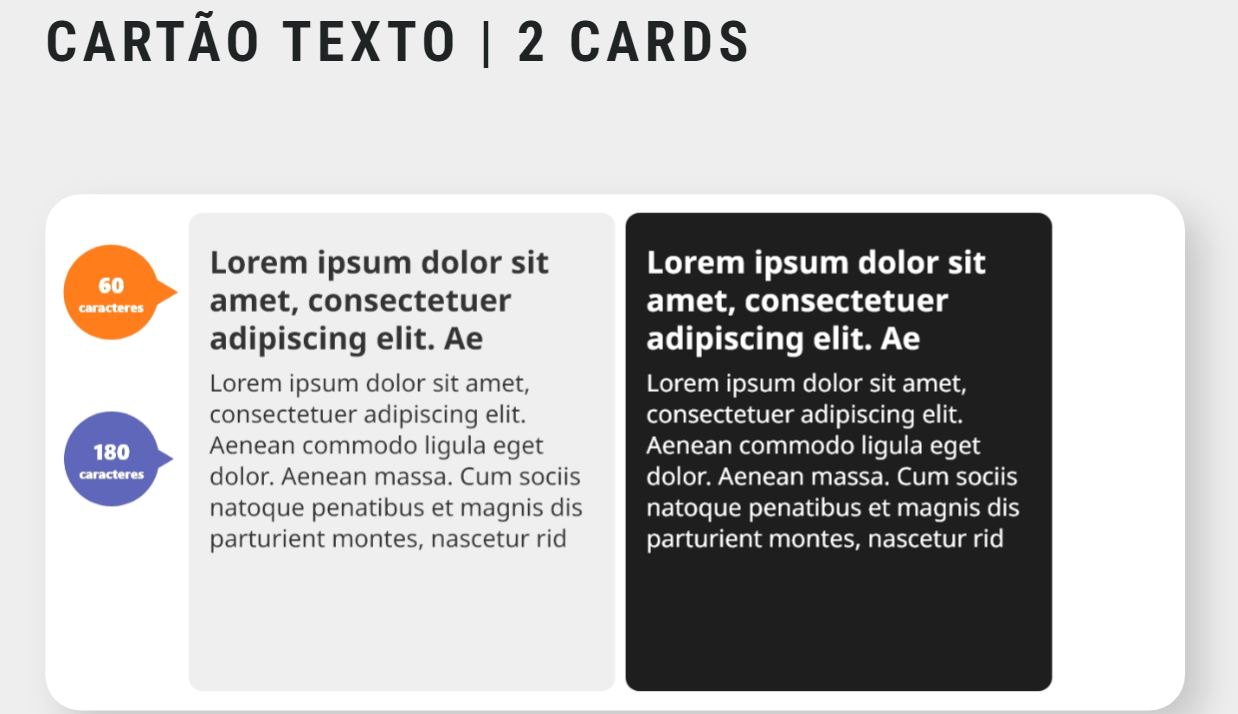 CARTÃO TEXTO | 2 CARDS
60
caracteres
180
caracteres
Lorem ipsum dolor sit
amet, consectetuer
adipiscing elit. Ae
Lorem ipsum dolor sit amet,
consectetuer adipiscing elit.
Aenean commodo ligula eget
dolor. Aenean massa. Cum sociis
natoque penatibus et magnis dis
parturient montes, nascetur rid
Lorem ipsum dolor sit
amet, consectetuer
adipiscing elit. Ae
Lorem ipsum dolor sit amet,
consectetuer adipiscing elit.
Aenean commodo ligula eget
dolor. Aenean massa. Cum sociis
natoque penatibus et magnis dis
parturient montes, nascetur rid